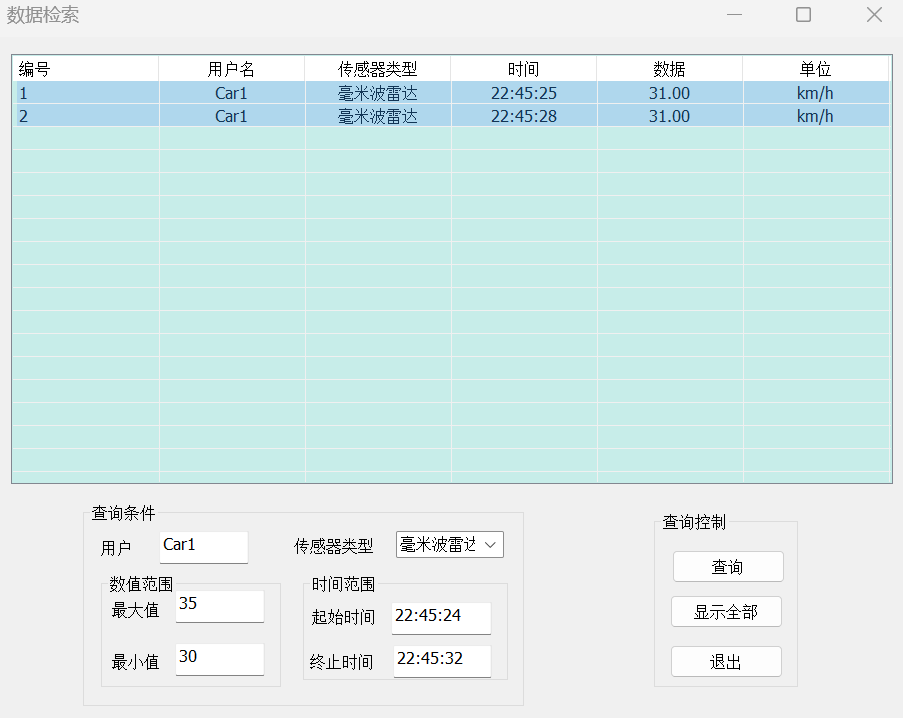 数据检索
编号 用户名 传感器类型 时间 数据 单位
1 Car1 毫米波雷达 22:45:25 31.00 km/h
2 Car1 毫米波雷达 22:45:28 31.00 km/h
查询条件
用户 Car1 传感器类型 毫米波雷达
数值范围
最大值 35
最小值 30
时间范围
起始时间 22:45:24
终止时间 22:45:32
查询控制
查询
显示全部
退出